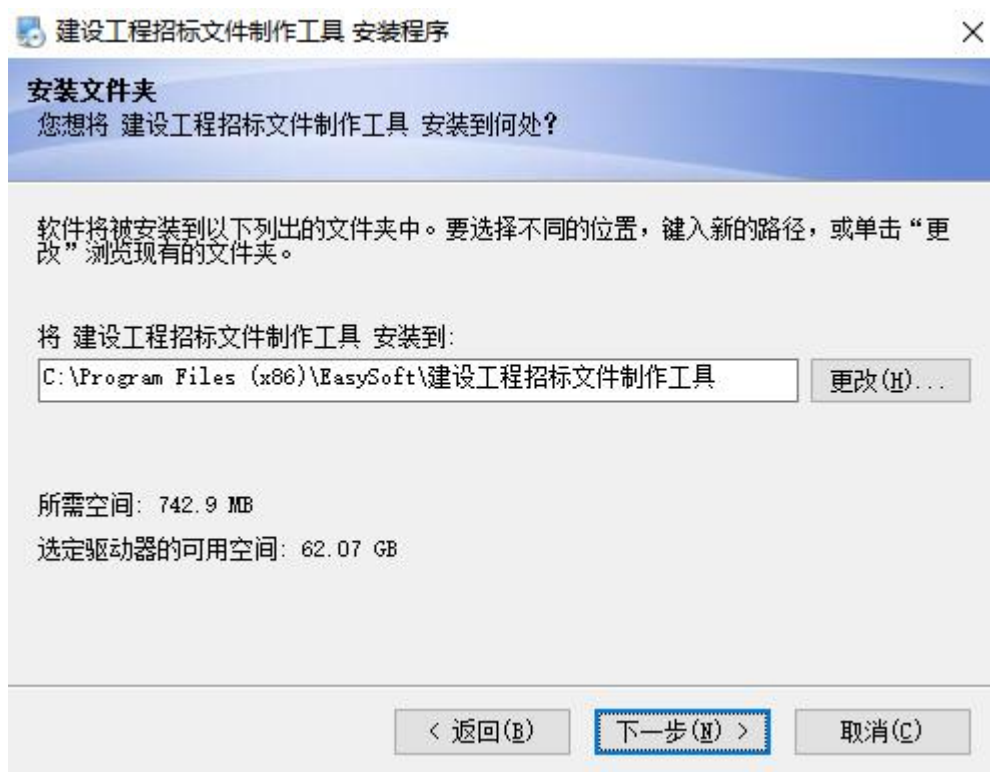 建设工程招标文件制作工具 安装程序
安装文件夹
您想将 建设工程招标文件制作工具 安装到何处?
软件将被安装到以下列出的文件夹中。要选择不同的位置，键入新的路径，或单击“更
改”浏览现有的文件夹。
将 建设工程招标文件制作工具 安装到:
C:\Program Files (x86)\EasySoft\建设工程招标文件制作工具
更改(H)...
所需空间: 742.9 MB
选定驱动器的可用空间: 62.07 GB
< 返回(B)
下一步(N) >
取消(C)